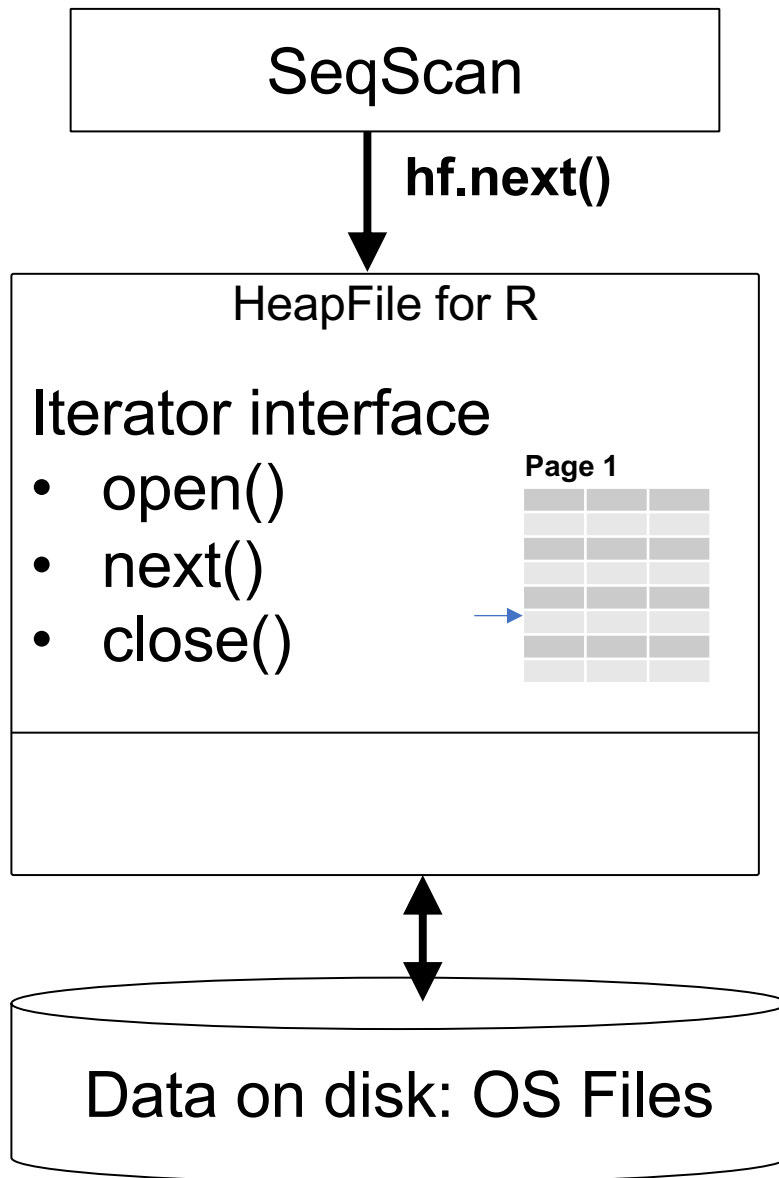 SeqScan
hf.next()
HeapFile for R
Iterator interface
• open()
Page 1
• next()
• close()
Data on disk: OS Files